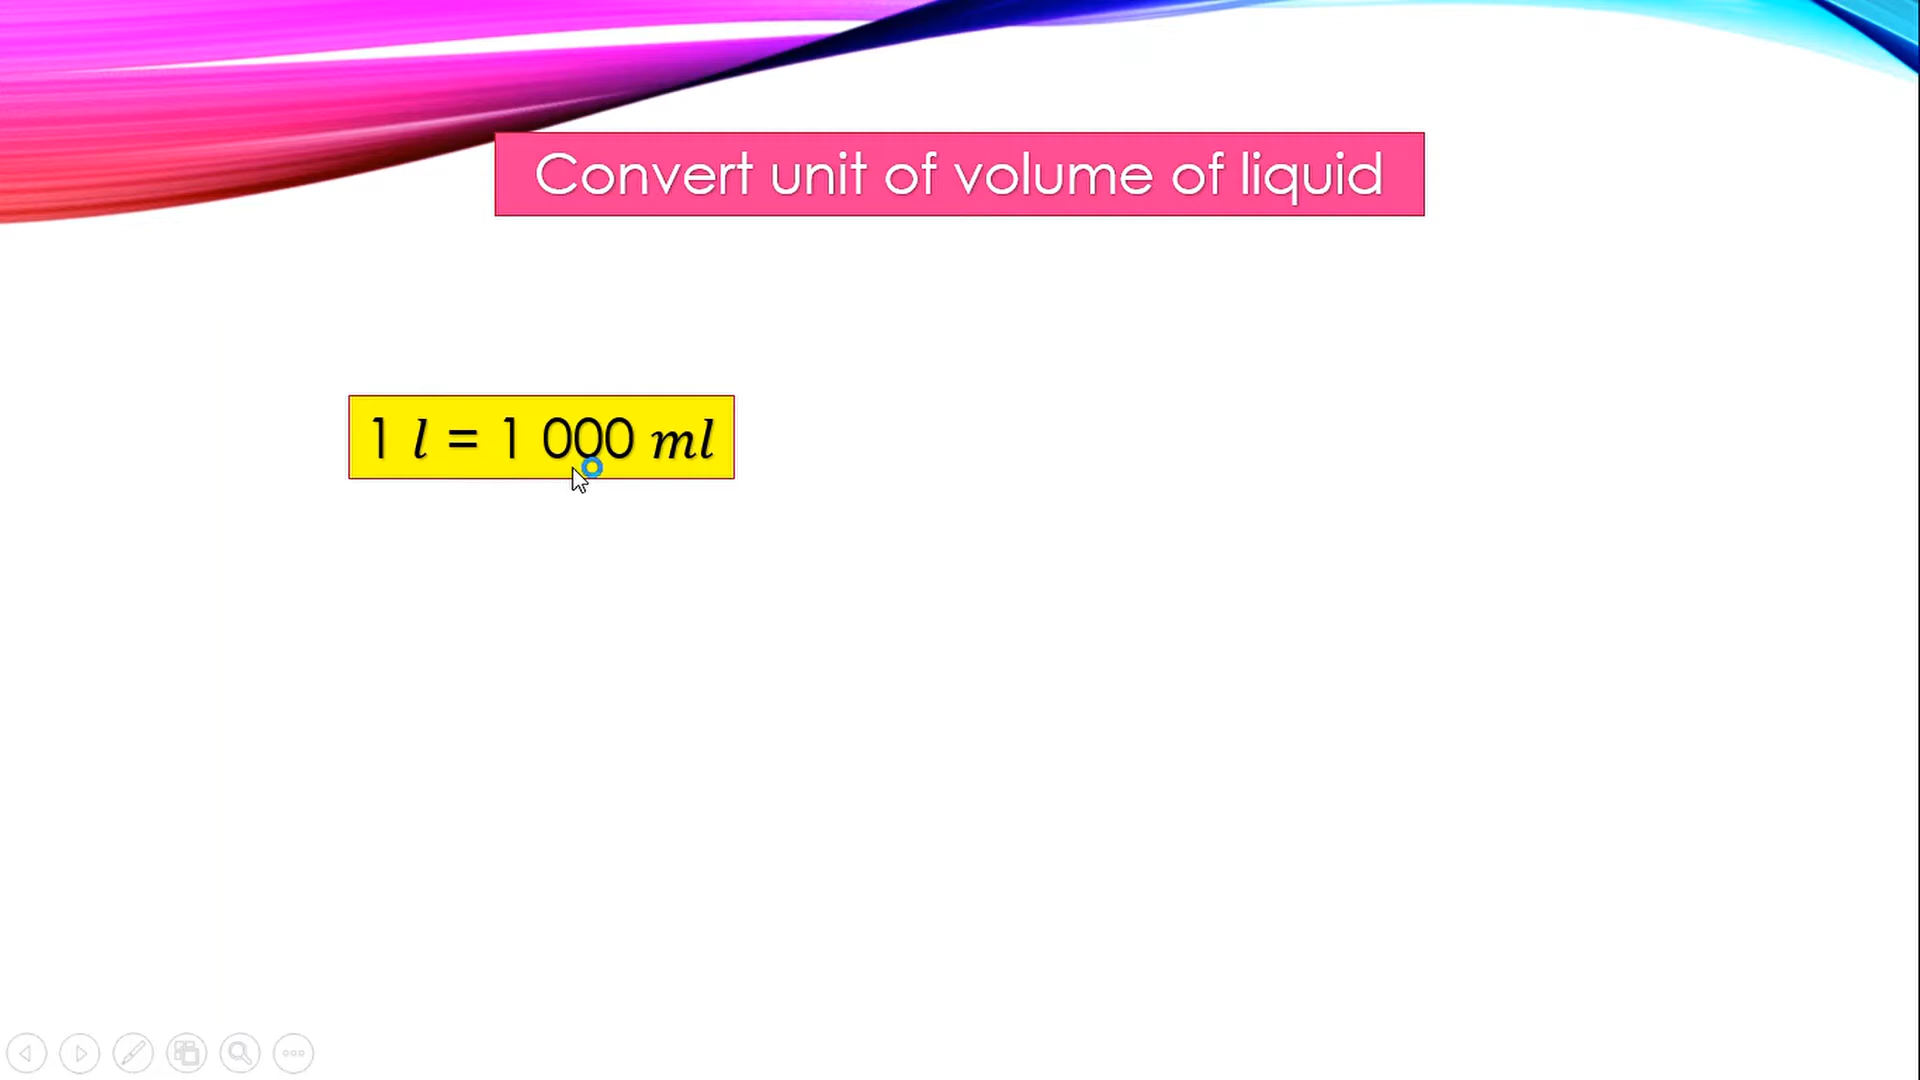 Convert unit of volume of liquid
1 l = 1 000 ml